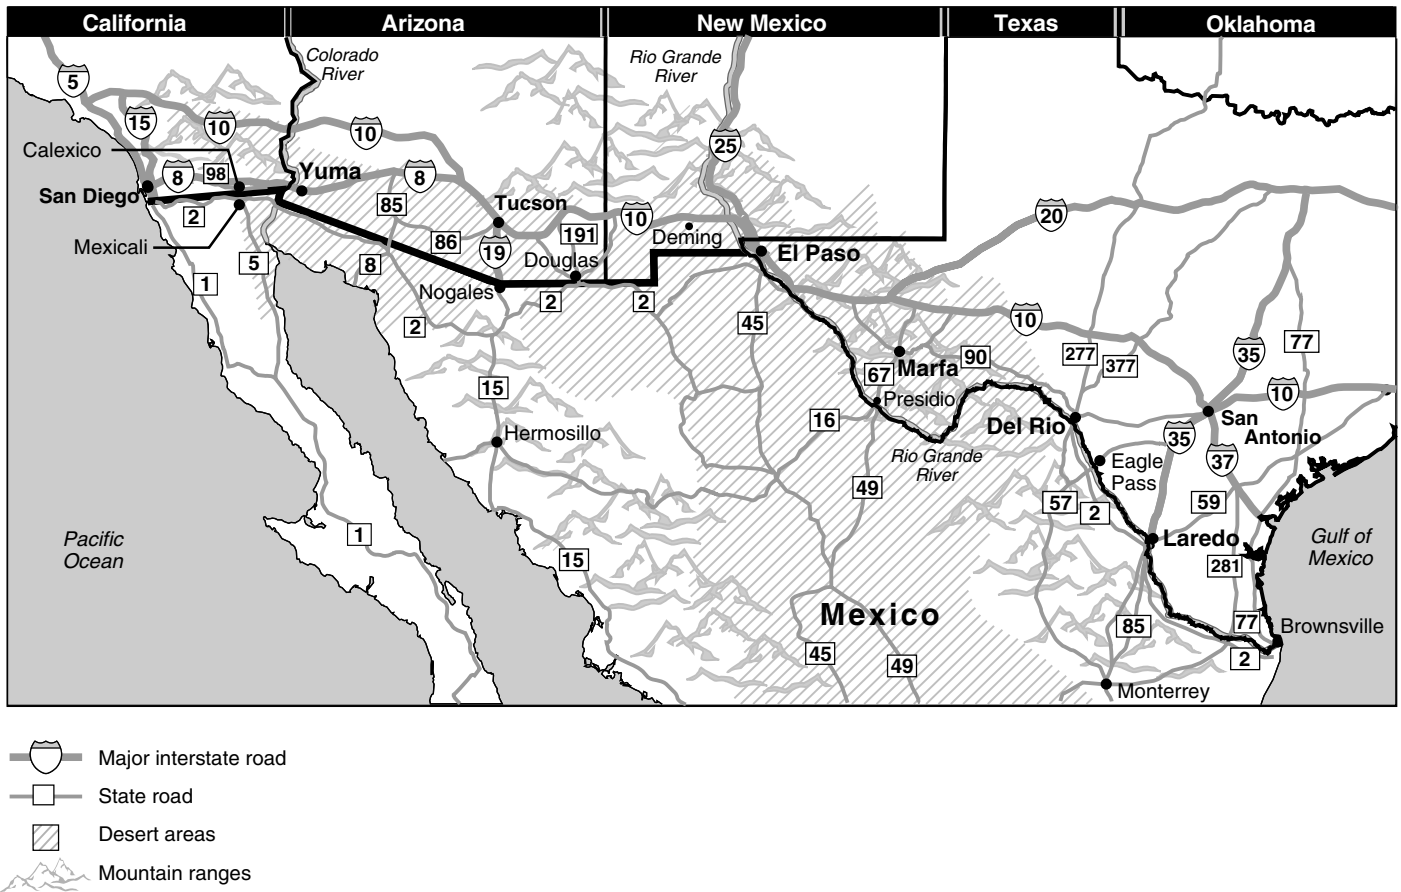 California
Arizona
New Mexico
Texas
Oklahoma
Colorado
River
Rio Grande
River
5
15
10
10
25
Calexico
8
98
Yuma
8
San Diego
85
Tucson
20
2
10
191
Deming
86
19
El Paso
Mexicali
5
8
Douglas
1
Nogales
2
2
10
2
45
277
377
35
77
90
Marfa
67
15
Presidio
10
16
Del Rio
San
Antonio
Hermosillo
35
37
Rio Grande
River
Eagle
Pass
49
57
2
59
1
Pacific
Ocean
Laredo
Gulf of
Mexico
15
281
Mexico
85
77
Brownsville
45
49
2
Monterrey
Major interstate road
State road
Desert areas
Mountain ranges